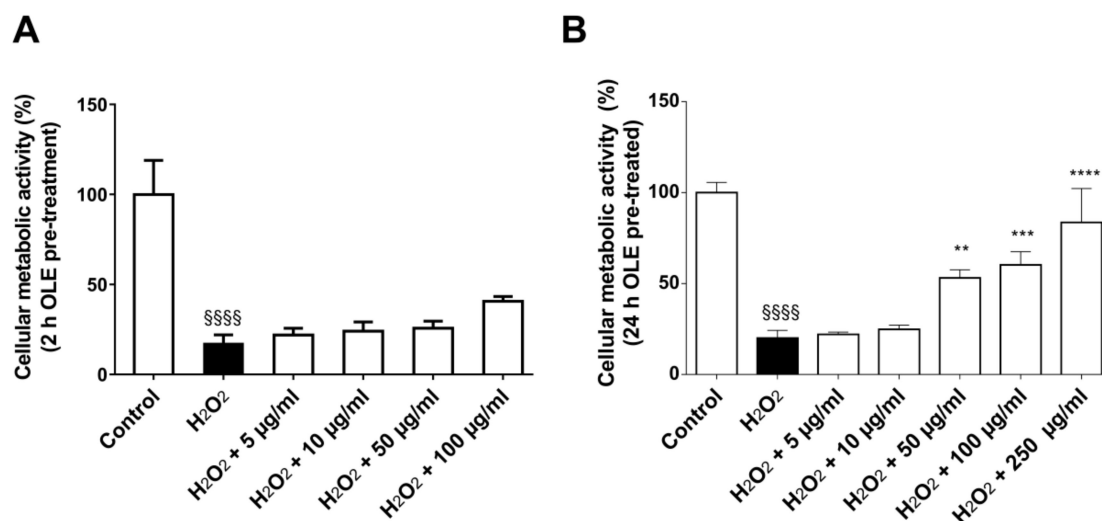 A
Cellular metabolic activity (%)
(2 h OLE pre-treatment)
150
100
50
0
§§§§
Control
H₂O₂
H₂O₂ + 5 µg/ml
H₂O₂ + 10 µg/ml
H₂O₂ + 50 µg/ml
H₂O₂ + 100 µg/ml
B
Cellular metabolic activity (%)
(24 h OLE pre-treated)
150
100
50
0
§§§§
**
***
****
Control
H₂O₂
H₂O₂ + 5 µg/ml
H₂O₂ + 10 µg/ml
H₂O₂ + 50 µg/ml
H₂O₂ + 100 µg/ml
H₂O₂ + 250 µg/ml